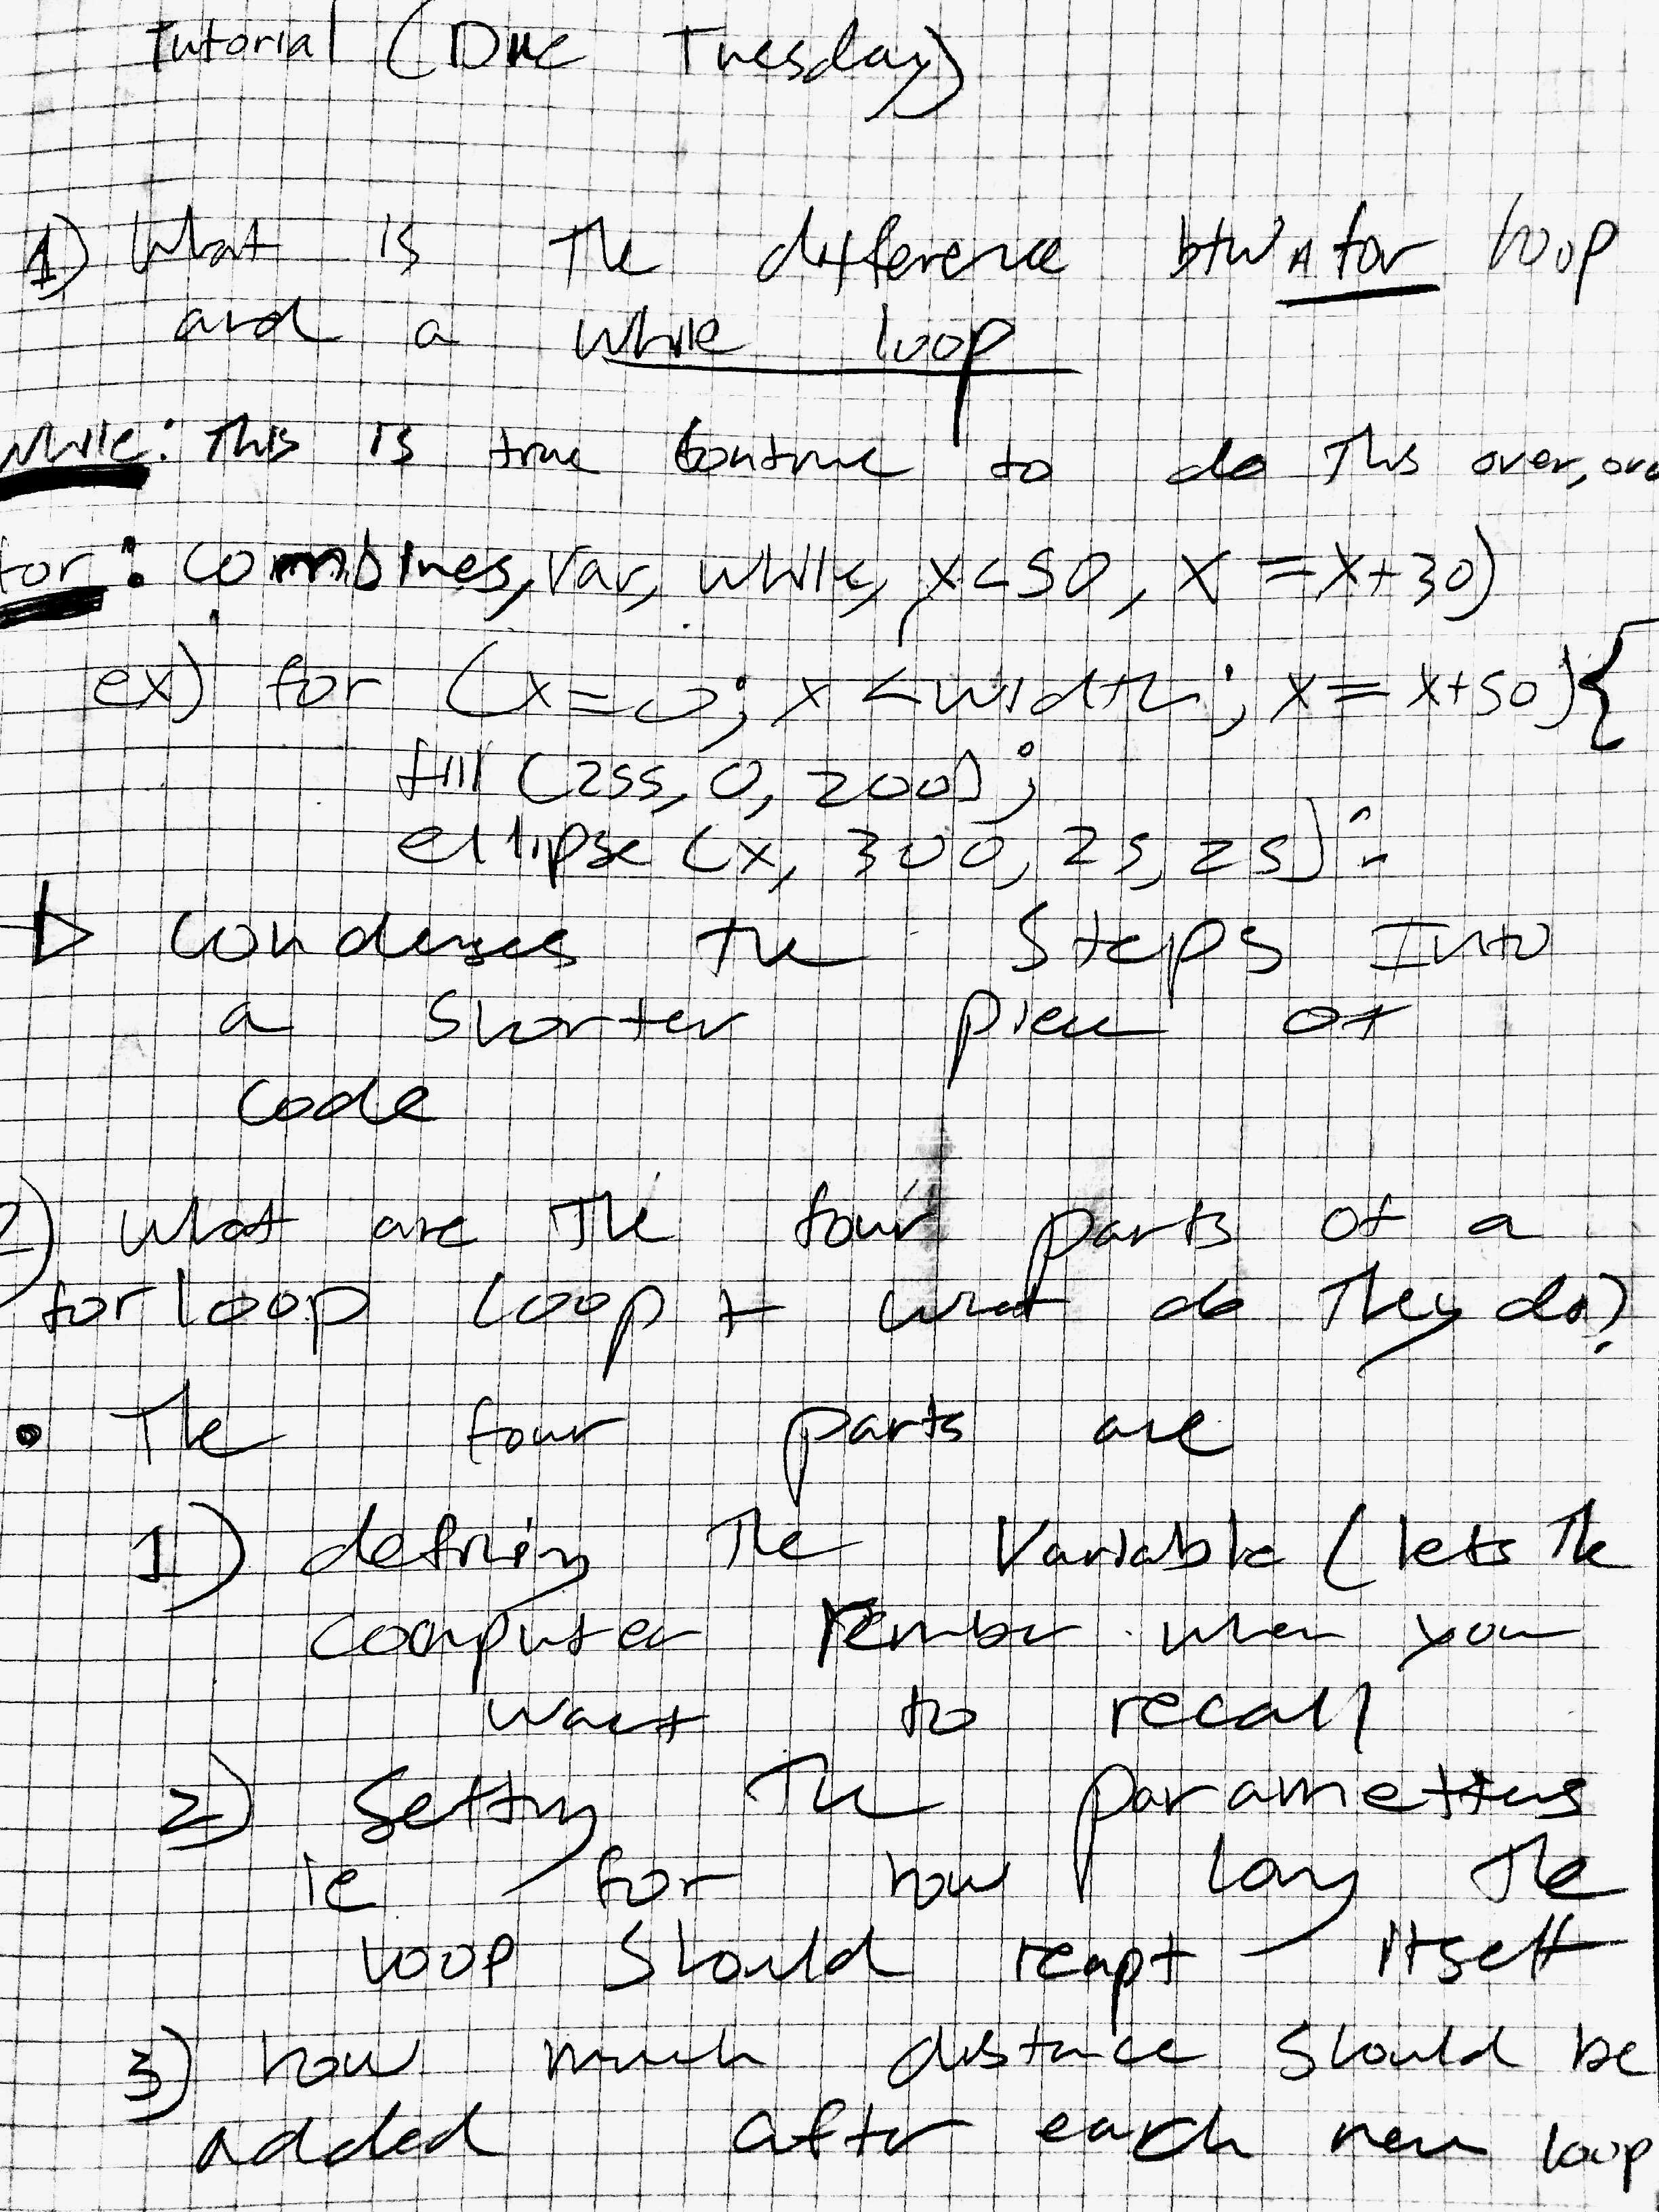 Tutorial (Due Tuesday)
1) What is the difference btw A for loop
and a while loop
while: This is true continue to do this over, and
for: combines, var, while, x<50, x = x+30)
ex) for (x=0; x <width; x = x+50){
fill (255, 0, 200);
ellipse (x, 300, 25, 25);
condenses the Steps Into
a shorter piece of
code
2) what are the four parts of a
for loop loop + what do they do?
• The four parts are
1) defining the Variable (lets the
computer rember when you
want to recall
2) Setting the parameters
ie for how long the
loop should reapt itself
3) how much distance should be
added after each new loop